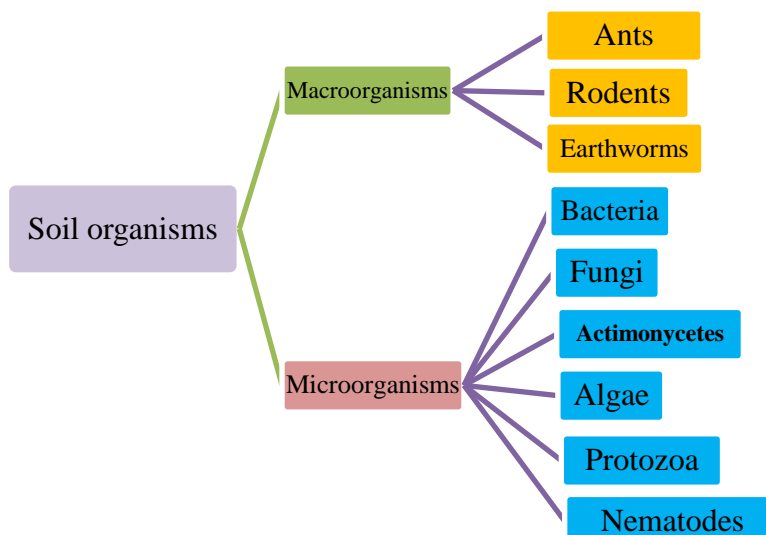 Soil organisms
Macroorganisms
Ants
Rodents
Earthworms
Microorganisms
Bacteria
Fungi
Actimonycetes
Algae
Protozoa
Nematodes